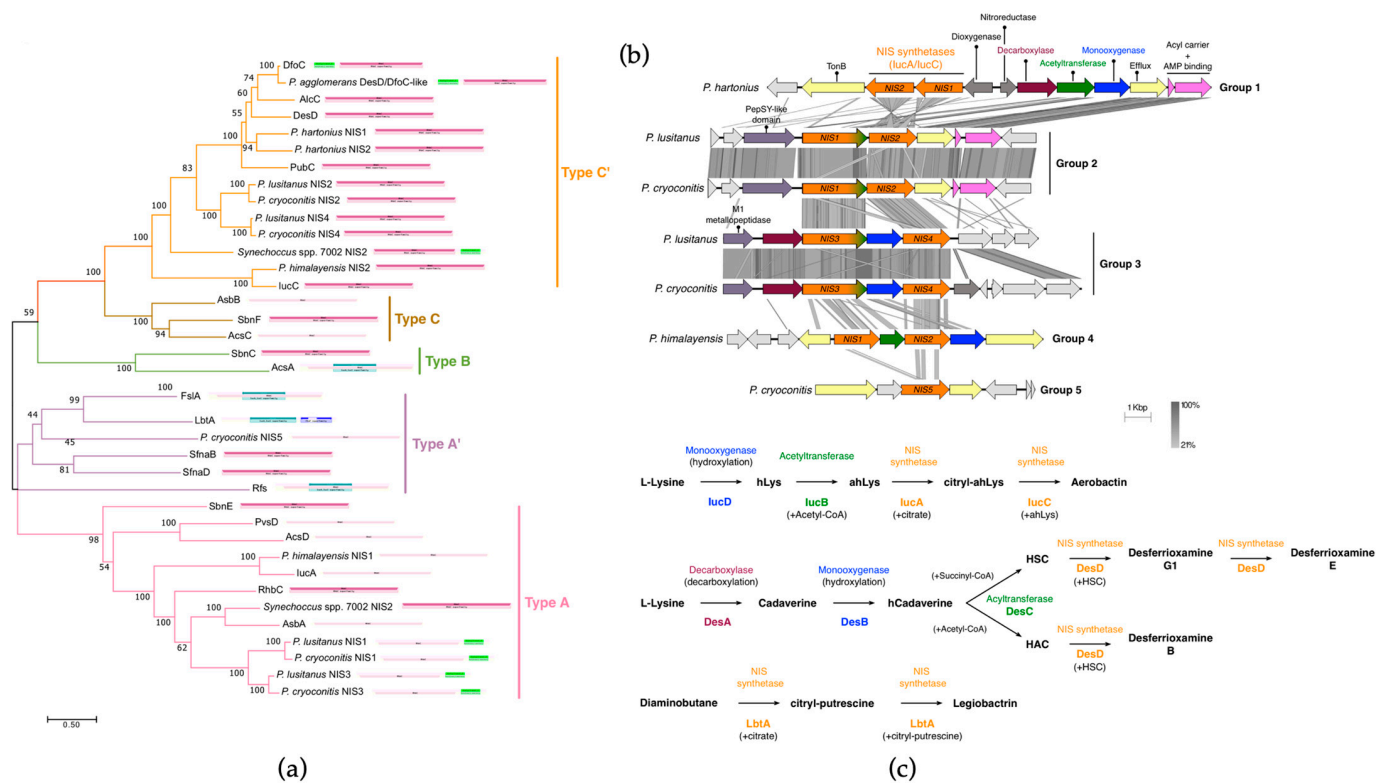 DfoC
P. agglomerans DesD/DfoC-like
AlcC
DesD
P. hartonius NIS1
P. hartonius NIS2
PubC
P. lusitanus NIS2
P. cryoconitis NIS2
P. lusitanus NIS4
P. cryoconitis NIS4
Synechoccus spp. 7002 NIS2
P. himalayensis NIS2
IucC
AsbB
SbnF
AcsC
SbnC
AcsA
FslA
LbtA
P. cryoconitis NIS5
SfnaB
SfnaD
Rfs
SbnE
PvsD
AcsD
P. himalayensis NIS1
IucA
RhbC
Synechoccus spp. 7002 NIS2
AsbA
P. lusitanus NIS1
P. cryoconitis NIS1
P. lusitanus NIS3
P. cryoconitis NIS3
100
74
60
55
100
94
83
100
100
100
100
100
100
100
94
59
100
100
99
44
45
81
98
100
54
100
100
100
100
62
100
100
100
Type C'
Type C
Type B
Type A'
Type A
0.50
(a)
(b)
Nitroreductase
Dioxygenase
NIS synthetases
(IucA/IucC)
TonB
Decarboxylase
Acetyltransferase
Monooxygenase
Efflux
Acyl carrier
+
AMP binding
P. hartonius
NIS2
NIS1
Group 1
PepSY-like
domain
P. lusitanus
NIS1
NIS2
Group 2
P. cryoconitis
NIS1
NIS2
M1
metallopeptidase
P. lusitanus
NIS3
NIS4
Group 3
P. cryoconitis
NIS3
NIS4
P. himalayensis
NIS1
NIS2
Group 4
P. cryoconitis
NIS5
Group 5
1 Kbp
100%
21%
Monooxygenase
(hydroxylation)
Acetyltransferase
NIS
synthetase
NIS
synthetase
L-Lysine
hLys
ahLys
citryl-ahLys
Aerobactin
IucD
IucB
(+Acetyl-CoA)
IucA
(+citrate)
IucC
(+ahLys)
Decarboxylase
(decarboxylation)
Monooxygenase
(hydroxylation)
L-Lysine
Cadaverine
hCadaverine
DesA
DesB
(+Succinyl-CoA)
Acyltransferase
DesC
(+Acetyl-CoA)
HSC
NIS synthetase
DesD
(+HSC)
Desferrioxamine
G1
NIS synthetase
DesD
Desferrioxamine
E
HAC
NIS synthetase
DesD
(+HSC)
Desferrioxamine
B
NIS
synthetase
NIS
synthetase
Diaminobutane
citryl-putrescine
Legiobactrin
LbtA
(+citrate)
LbtA
(+citryl-putrescine)
(c)